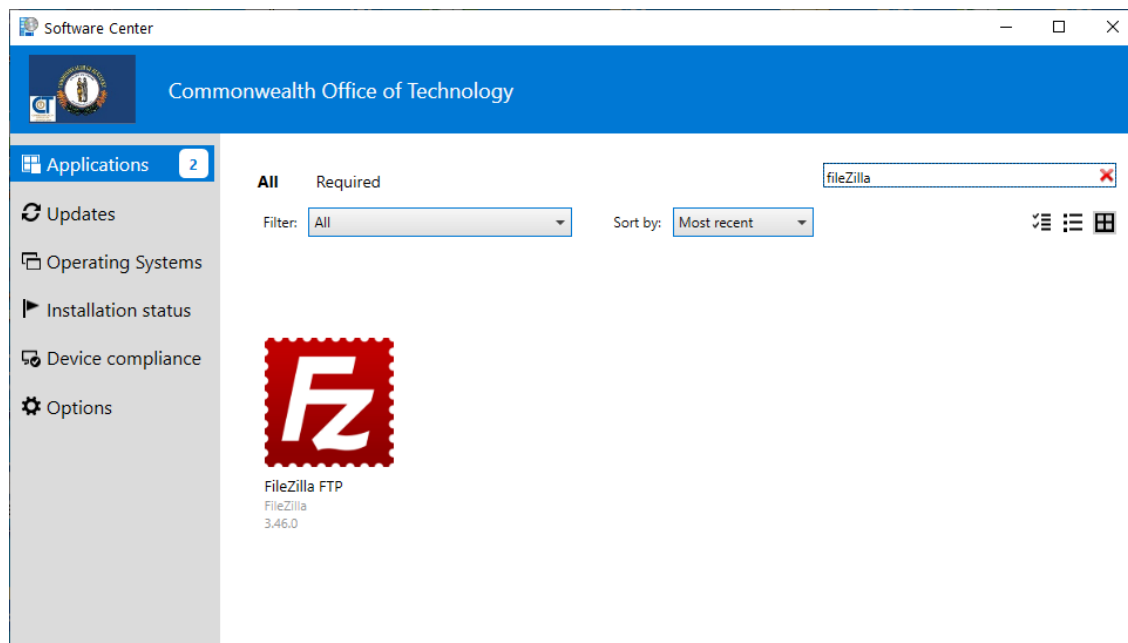 Software Center
Commonwealth Office of Technology
Applications 2
Updates
Operating Systems
Installation status
Device compliance
Options
All Required
fileZilla
Filter: All Sort by: Most recent
Fz
FileZilla FTP
FileZilla
3.46.0